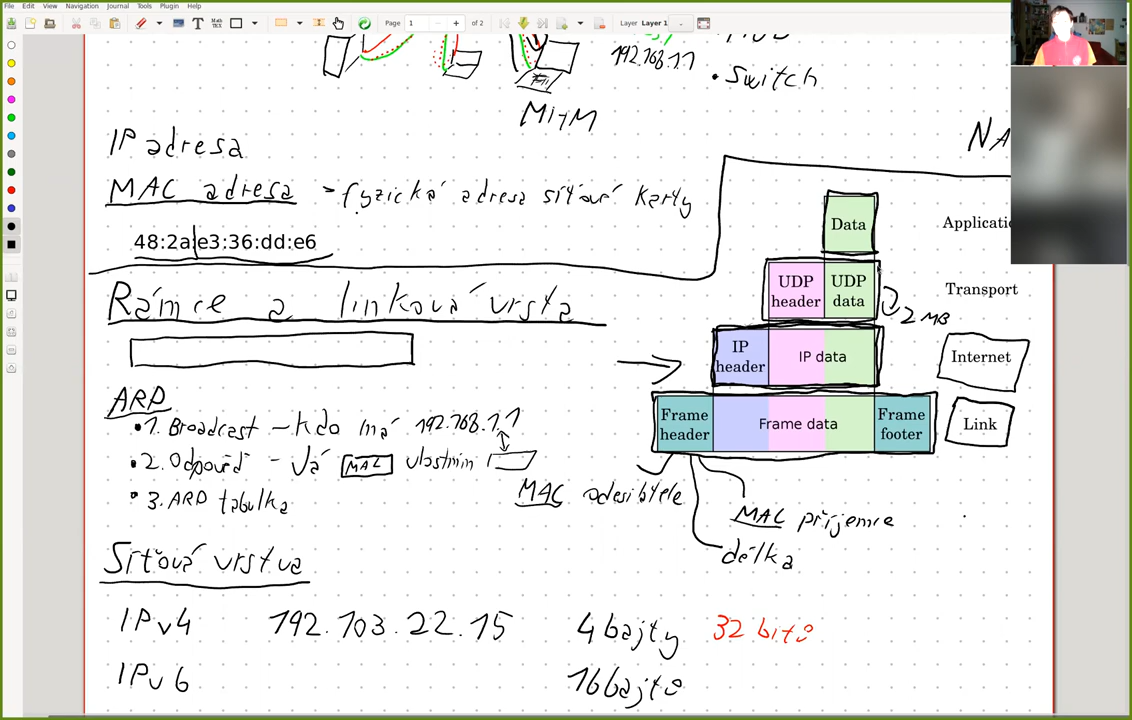 File Edit View Navigation Journal Tools Plugin Help
Math TEX
Page 1 of 2
Layer Layer 1
192.168.1.1
• Switch
MITM
IP adresa
NA
MAC adresa - fyzická adresa síťové karty
48:2a:e3:36:dd:e6
Data
UDP header
UDP data
Transport
2 MB
Rámce a linková vrstva
IP header
IP data
Internet
Frame header
Frame data
Frame footer
Link
ARP
• 1. Broadcast - Kdo má 192.168.1.1
• 2. Odpověď - Já MAC vlastním
• 3. ARP tabulka
MAC odesibtele
MAC příjemce
délka
Síťová vrstva
IPv4 192.103.22.15 4 bajty 32 bitů
IPv6 16 bajtů